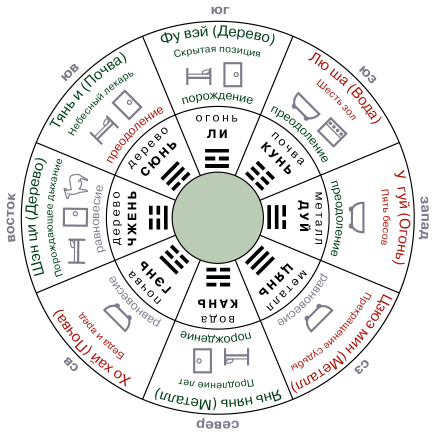 юг
Фу вэй (Дерево)
Скрытая позиция
порождение
огонь
ЛИ
юз
Лю ша (Вода)
Шесть зол
преодоление
почва
КУНЬ
запад
У гуй (Огонь)
Пять бесов
преодоление
металл
ДУЙ
сз
Цзюэ мин (Металл)
Прекращение судьбы
равновесие
металл
ЦЯНЬ
север
Янь нянь (Металл)
Продление лет
порождение
вода
КАНЬ
св
Хо хай (Почва)
Беда и вред
равновесие
почва
ГЭНЬ
восток
Шэн ци (Дерево)
Порождающее дыхание
равновесие
дерево
ЧЖЕНЬ
юв
Тянь и (Почва)
Небесный лекарь
преодоление
дерево
СЮНЬ